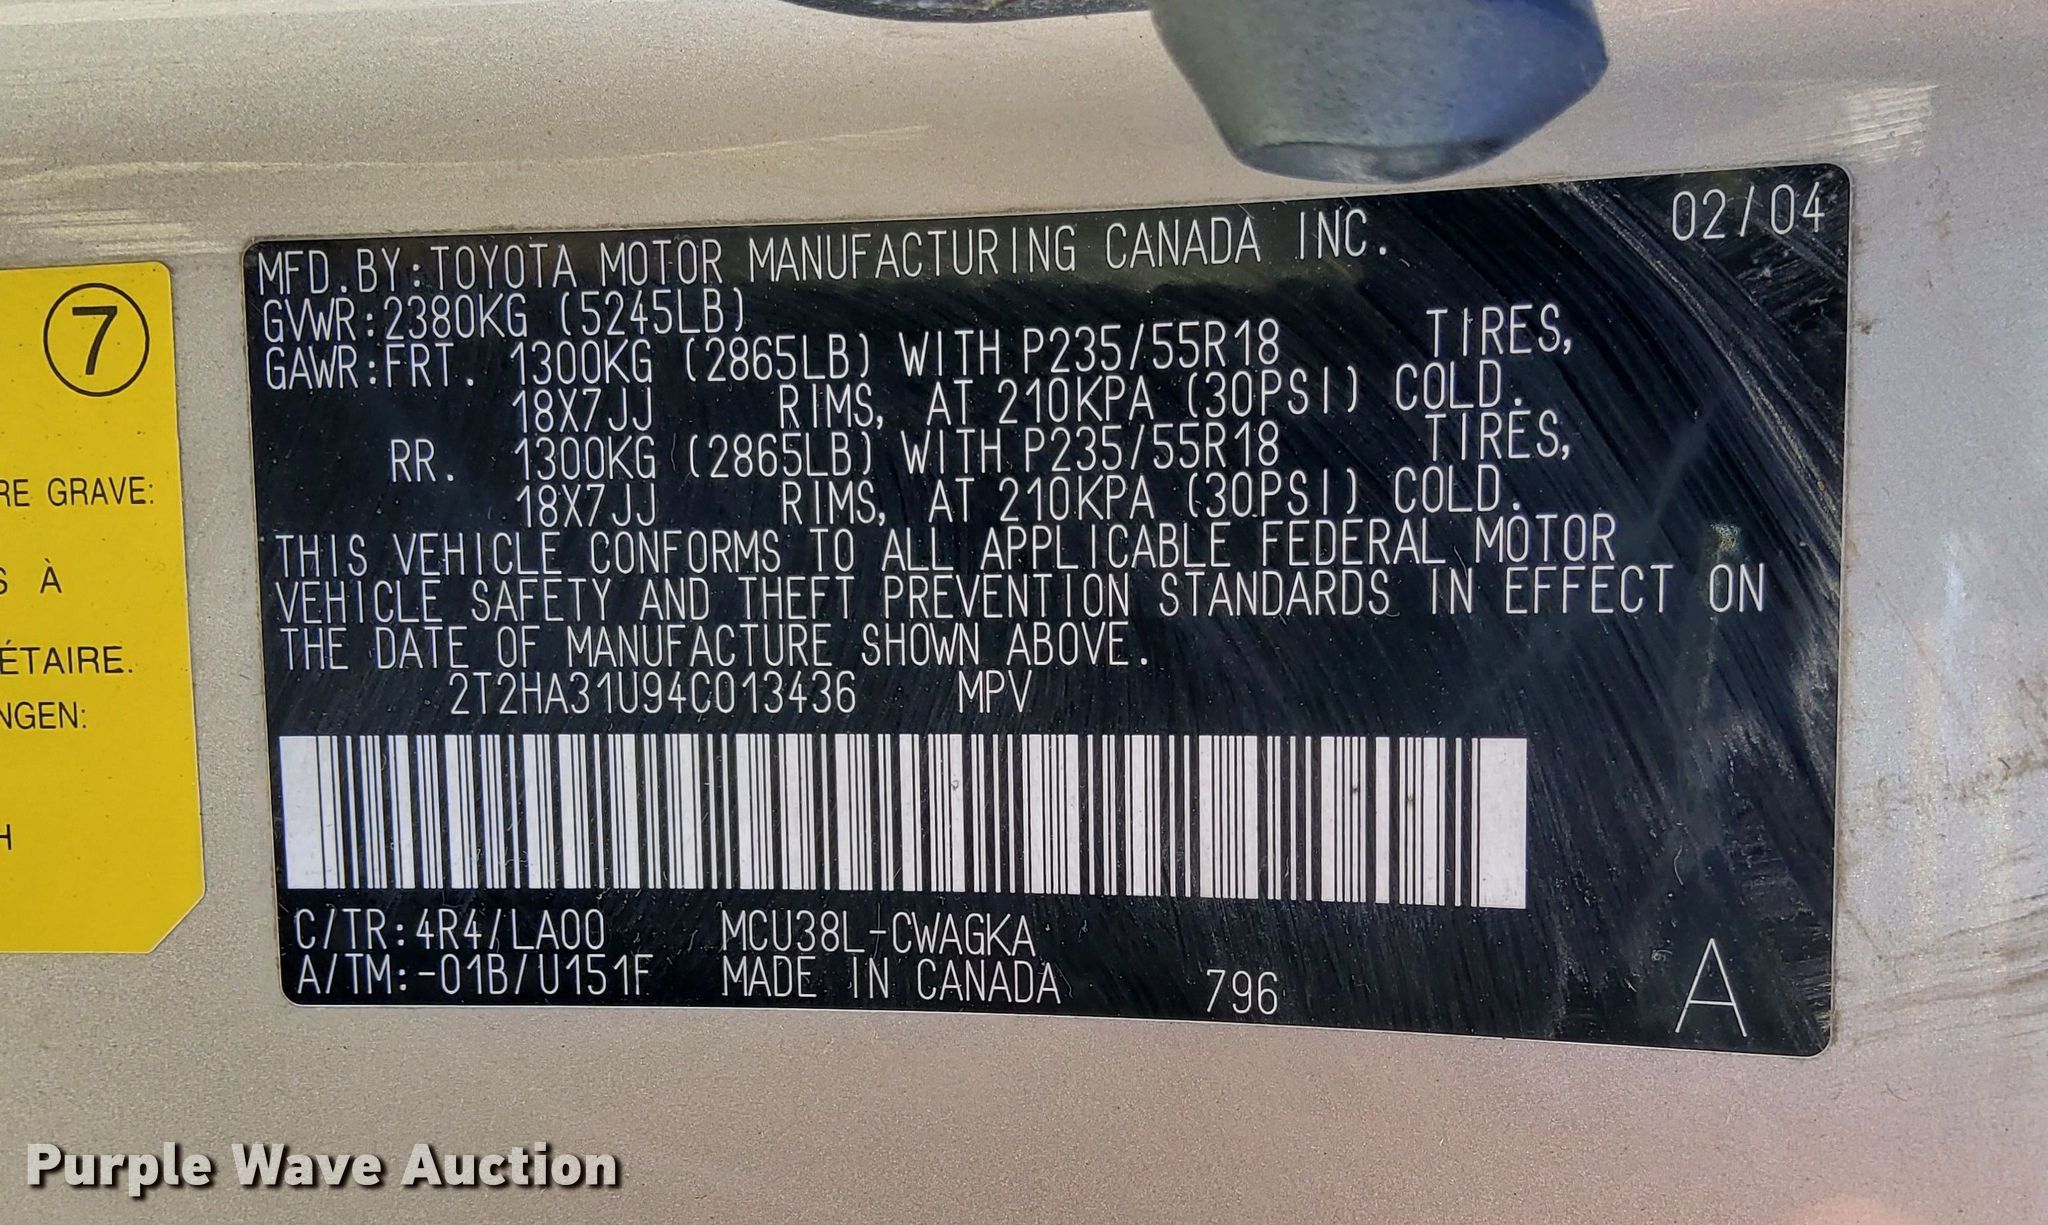 7
RE GRAVE:
S À
ÉTAIRE.
NGEN:
H
02/04
MFD.BY:TOYOTA MOTOR MANUFACTURING CANADA INC.
GVWR:2380KG (5245LB)
GAWR:FRT. 1300KG (2865LB) WITH P235/55R18 TIRES,
18X7JJ RIMS, AT 210KPA (30PSI) COLD.
RR. 1300KG (2865LB) WITH P235/55R18 TIRES,
18X7JJ RIMS, AT 210KPA (30PSI) COLD.
THIS VEHICLE CONFORMS TO ALL APPLICABLE FEDERAL MOTOR
VEHICLE SAFETY AND THEFT PREVENTION STANDARDS IN EFFECT ON
THE DATE OF MANUFACTURE SHOWN ABOVE.
2T2HA31U94C013436 MPV
C/TR:4R4/LA00 MCU38L-CWAGKA
A/TM:-01B/U151F MADE IN CANADA 796 A
Purple Wave Auction